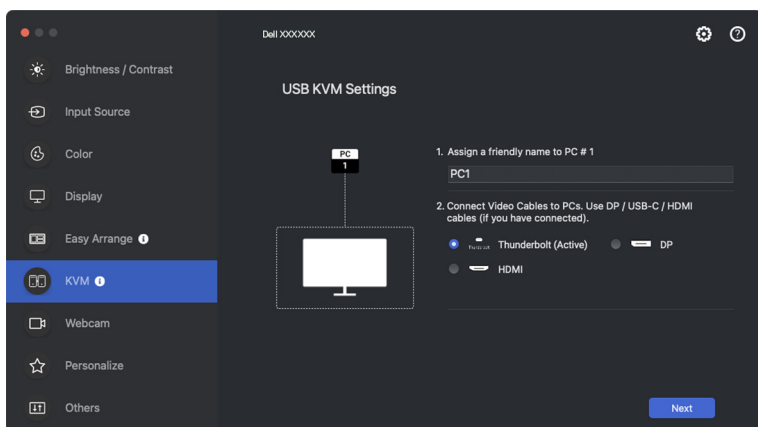 Dell XXXXXX
Brightness / Contrast
Input Source
Color
Display
Easy Arrange
KVM
Webcam
Personalize
Others
USB KVM Settings
PC
1
1. Assign a friendly name to PC # 1
PC1
2. Connect Video Cables to PCs. Use DP / USB-C / HDMI
cables (if you have connected).
Thunderbolt (Active)
DP
HDMI
Next